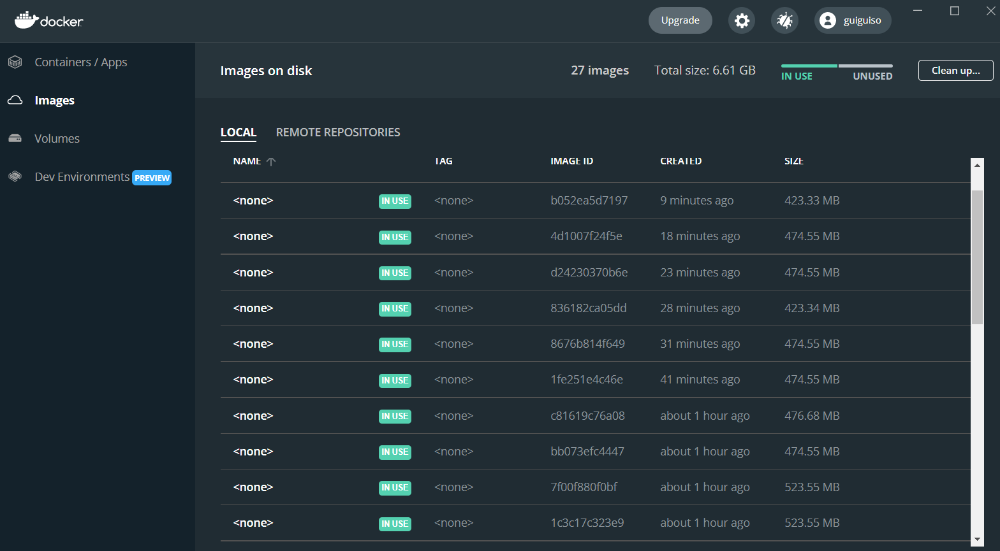 docker
Upgrade
guiguiso
Containers / Apps
Images
Volumes
Dev Environments PREVIEW
Images on disk
27 images
Total size: 6.61 GB
IN USE
UNUSED
Clean up...
LOCAL REMOTE REPOSITORIES
NAME TAG IMAGE ID CREATED SIZE
<none> IN USE <none> b052ea5d7197 9 minutes ago 423.33 MB
<none> IN USE <none> 4d1007f24f5e 18 minutes ago 474.55 MB
<none> IN USE <none> d24230370b6e 23 minutes ago 474.55 MB
<none> IN USE <none> 836182ca05dd 28 minutes ago 423.34 MB
<none> IN USE <none> 8676b814f649 31 minutes ago 474.55 MB
<none> IN USE <none> 1fe251e4c46e 41 minutes ago 474.55 MB
<none> IN USE <none> c81619c76a08 about 1 hour ago 476.68 MB
<none> IN USE <none> bb073efc4447 about 1 hour ago 474.55 MB
<none> IN USE <none> 7f00f880f0bf about 1 hour ago 523.55 MB
<none> IN USE <none> 1c3c17c323e9 about 1 hour ago 523.55 MB